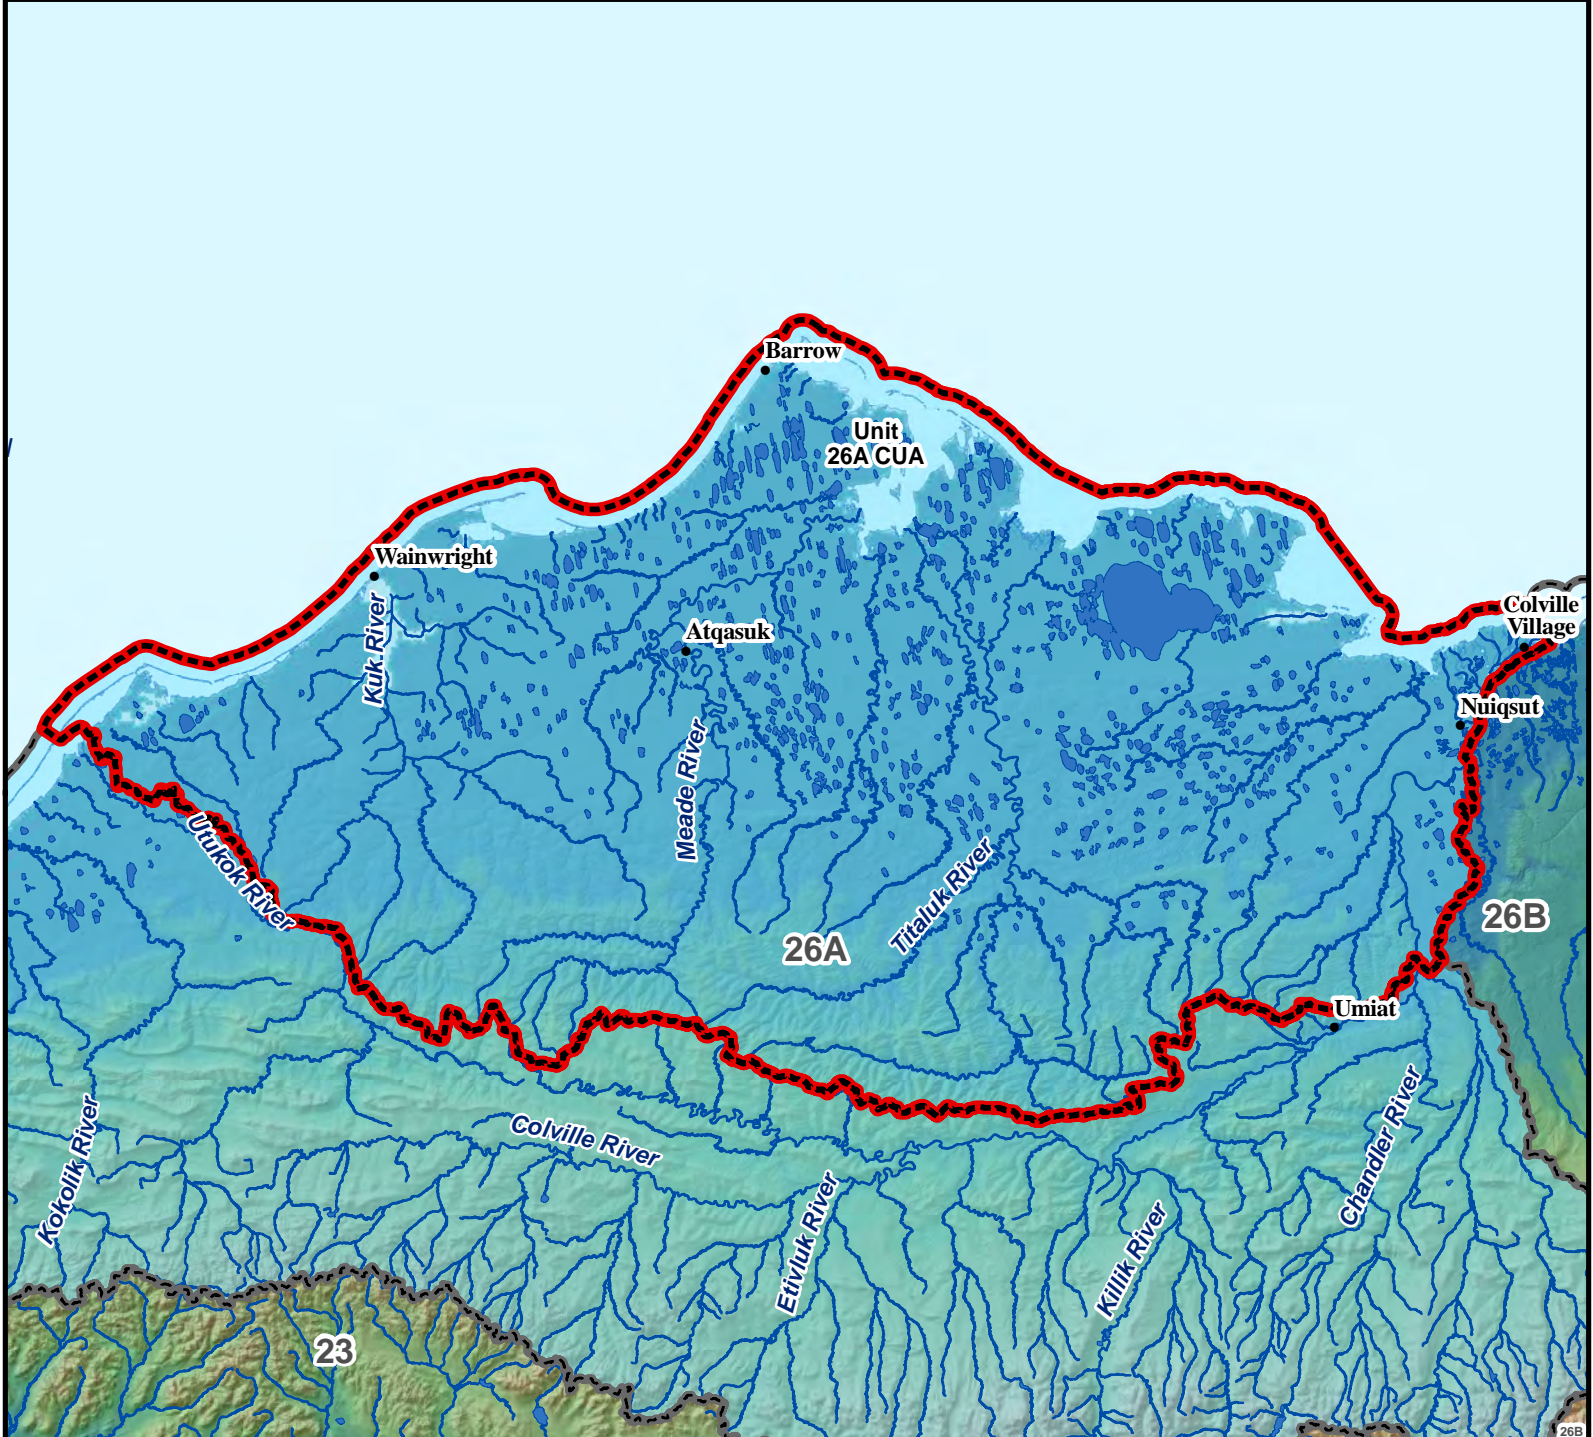 Barrow
Unit
26A CUA
Wainwright
Kuk River
Atqasuk
Colville
Village
Nuiqsut
Meade River
Utukok River
Titaluk River
26A
26B
Umiat
Colville River
Kokolik River
Etivluk River
Killik River
Chandler River
23
26B